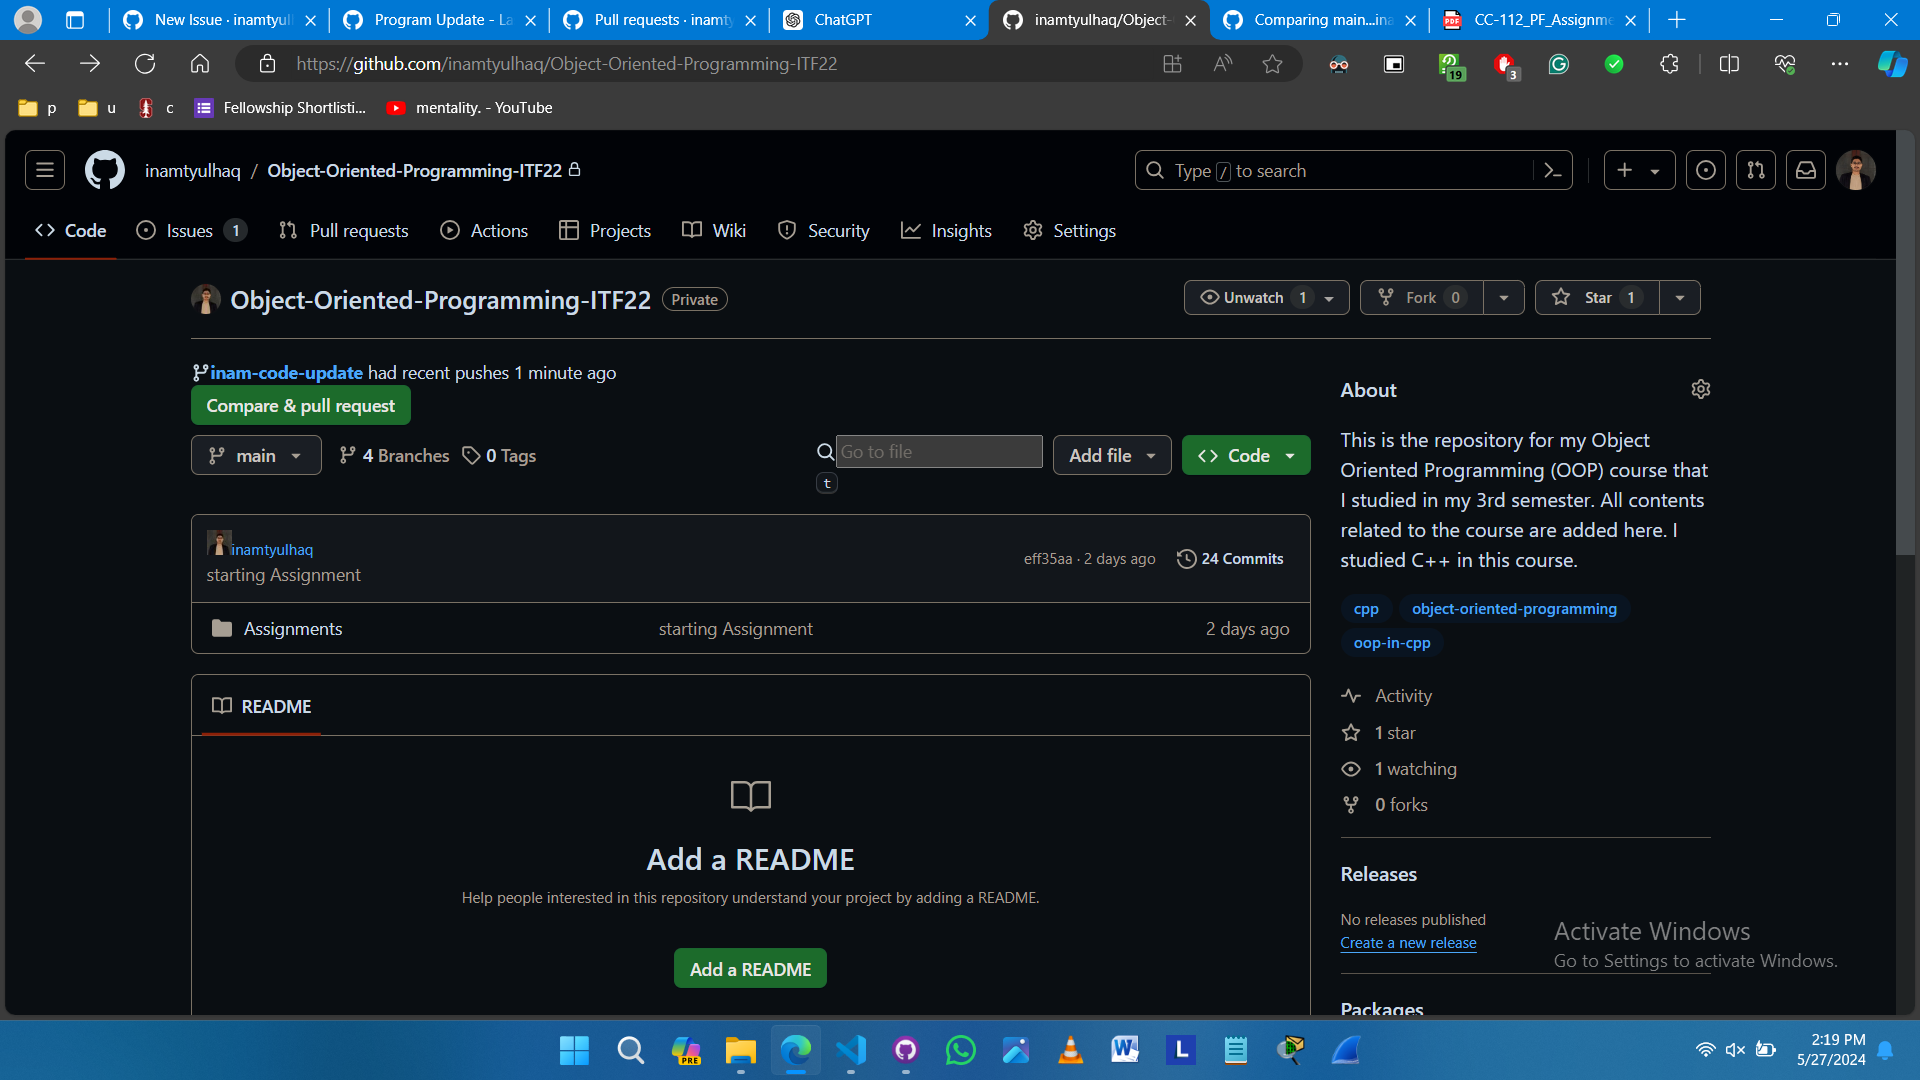 New Issue · inamtyul
Program Update - La
Pull requests · inamty
ChatGPT
inamtyulhaq/Object-
Comparing main...ina
CC-112_PF_Assignme
https://github.com/inamtyulhaq/Object-Oriented-Programming-ITF22
19
3
p
u
c
Fellowship Shortlisti...
mentality. - YouTube
inamtyulhaq / Object-Oriented-Programming-ITF22
Type / to search
Code
Issues 1
Pull requests
Actions
Projects
Wiki
Security
Insights
Settings
Object-Oriented-Programming-ITF22 Private
Unwatch 1
Fork 0
Star 1
inam-code-update had recent pushes 1 minute ago
Compare & pull request
main
4 Branches
0 Tags
Go to file
t
Add file
Code
inamtyulhaq
starting Assignment
eff35aa · 2 days ago
24 Commits
Assignments
starting Assignment
2 days ago
README
Add a README
Help people interested in this repository understand your project by adding a README.
Add a README
About
This is the repository for my Object
Oriented Programming (OOP) course that
I studied in my 3rd semester. All contents
related to the course are added here. I
studied C++ in this course.
cpp
object-oriented-programming
oop-in-cpp
Activity
1 star
1 watching
0 forks
Releases
No releases published
Create a new release
Packages
Activate Windows
Go to Settings to activate Windows.
PRE
W
L
2:19 PM
5/27/2024